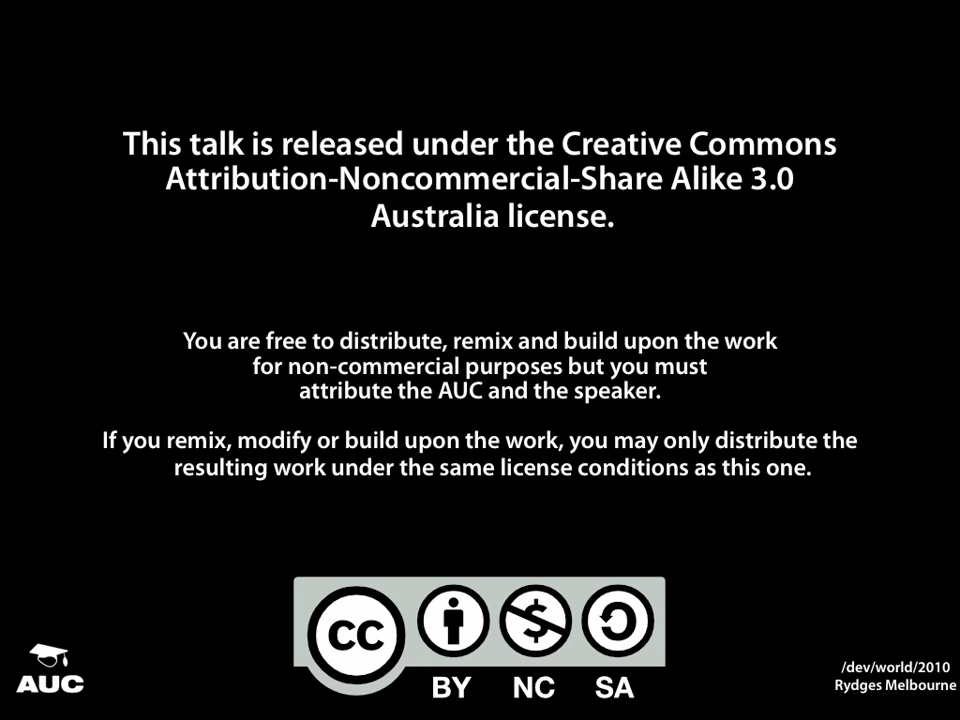 This talk is released under the Creative Commons
Attribution-Noncommercial-Share Alike 3.0
Australia license.
You are free to distribute, remix and build upon the work
for non-commercial purposes but you must
attribute the AUC and the speaker.
If you remix, modify or build upon the work, you may only distribute the
resulting work under the same license conditions as this one.
CC
BY NC SA
AUC
/dev/world/2010
Rydges Melbourne